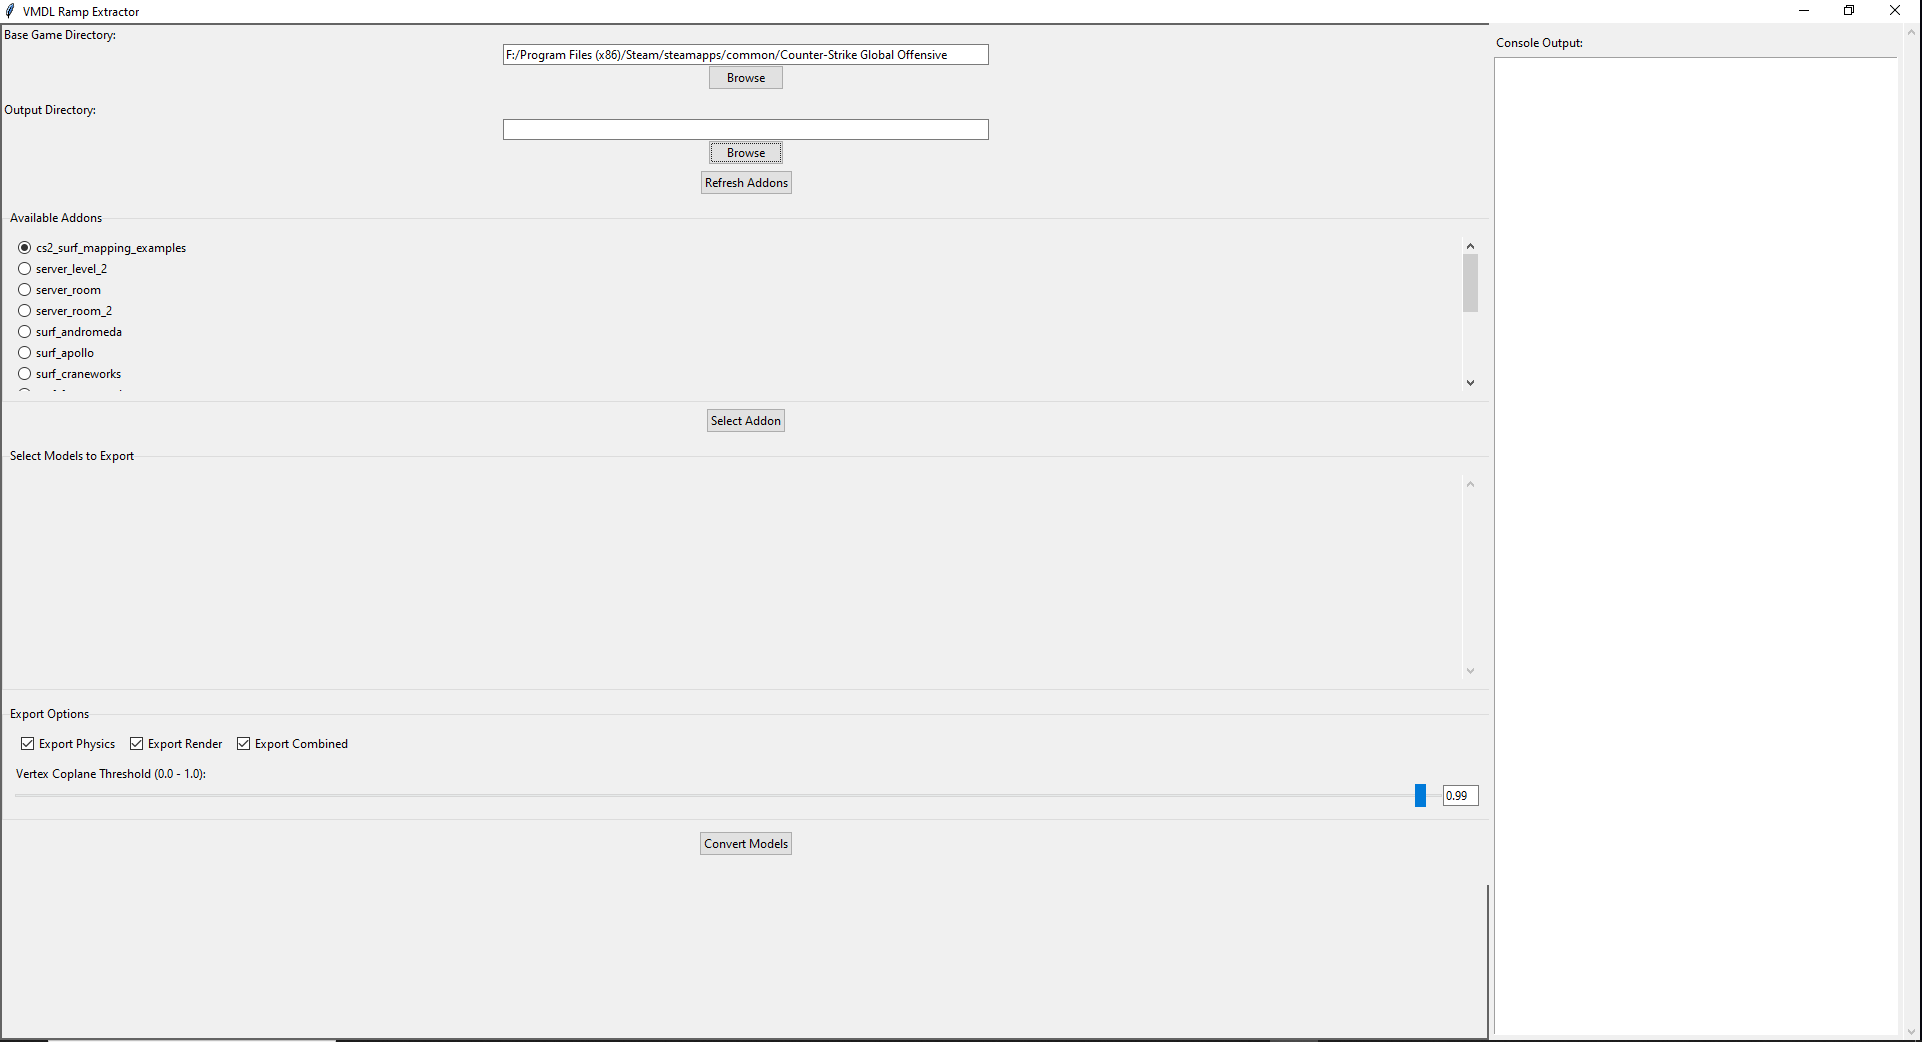 VMDL Ramp Extractor
Base Game Directory:
F:/Program Files (x86)/Steam/steamapps/common/Counter-Strike Global Offensive
Browse
Output Directory:
Browse
Refresh Addons
Available Addons
cs2_surf_mapping_examples
server_level_2
server_room
server_room_2
surf_andromeda
surf_apollo
surf_craneworks
Select Addon
Select Models to Export
Export Options
Export Physics
Export Render
Export Combined
Vertex Coplane Threshold (0.0 - 1.0):
0.99
Convert Models
Console Output: